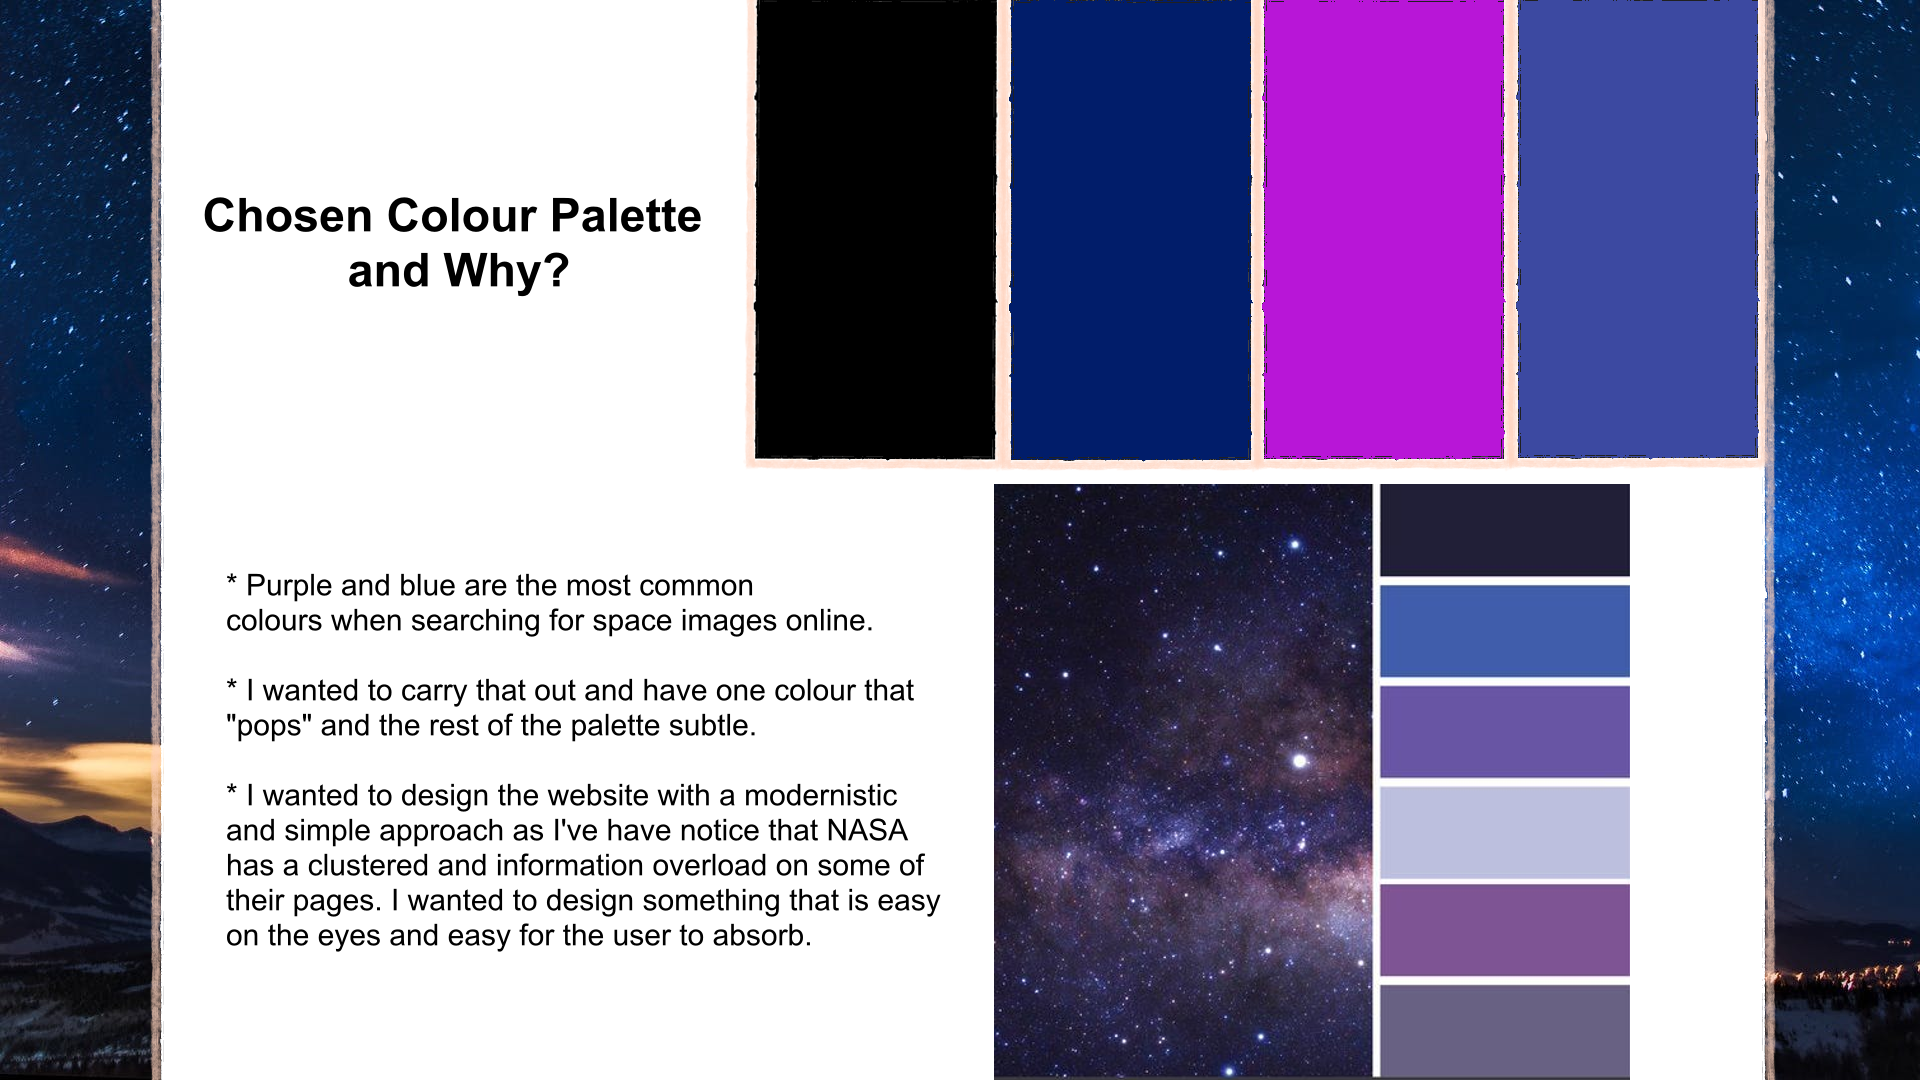 Chosen Colour Palette
and Why?
* Purple and blue are the most common
colours when searching for space images online.
* I wanted to carry that out and have one colour that
"pops" and the rest of the palette subtle.
* I wanted to design the website with a modernistic
and simple approach as I've have notice that NASA
has a clustered and information overload on some of
their pages. I wanted to design something that is easy
on the eyes and easy for the user to absorb.